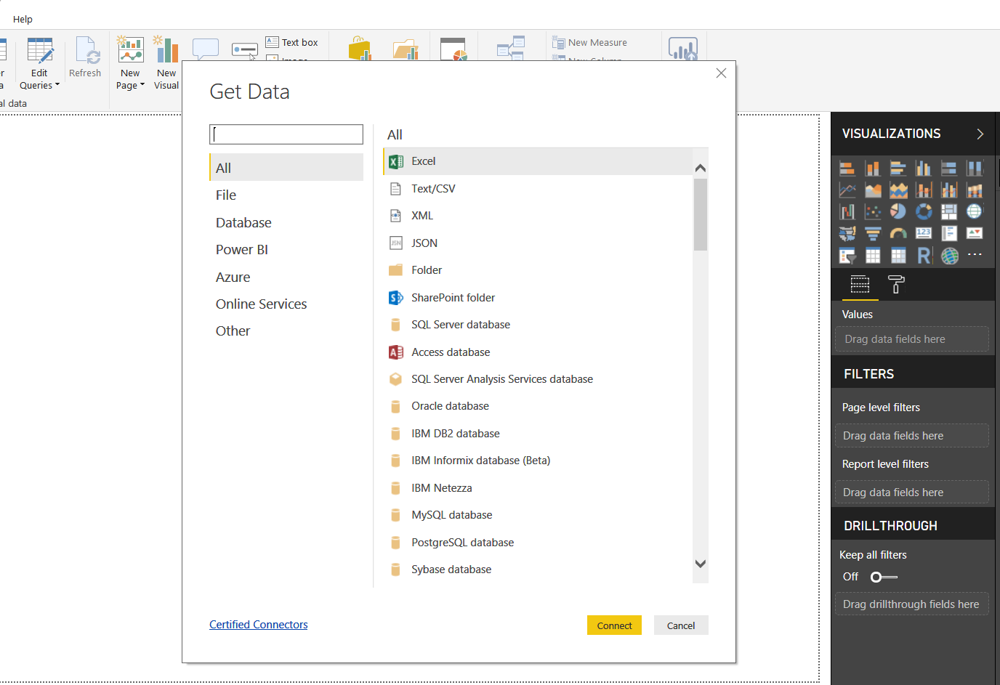 Help
Text box
New Measure
Edit
Queries
Refresh
New
Page
New
Visual
al data
Get Data
All
File
Database
Power BI
Azure
Online Services
Other
All
Excel
Text/CSV
XML
JSON
Folder
SharePoint folder
SQL Server database
Access database
SQL Server Analysis Services database
Oracle database
IBM DB2 database
IBM Informix database (Beta)
IBM Netezza
MySQL database
PostgreSQL database
Sybase database
Certified Connectors
Connect
Cancel
VISUALIZATIONS
123
R
Values
Drag data fields here
FILTERS
Page level filters
Drag data fields here
Report level filters
Drag data fields here
DRILLTHROUGH
Keep all filters
Off
Drag drillthrough fields here